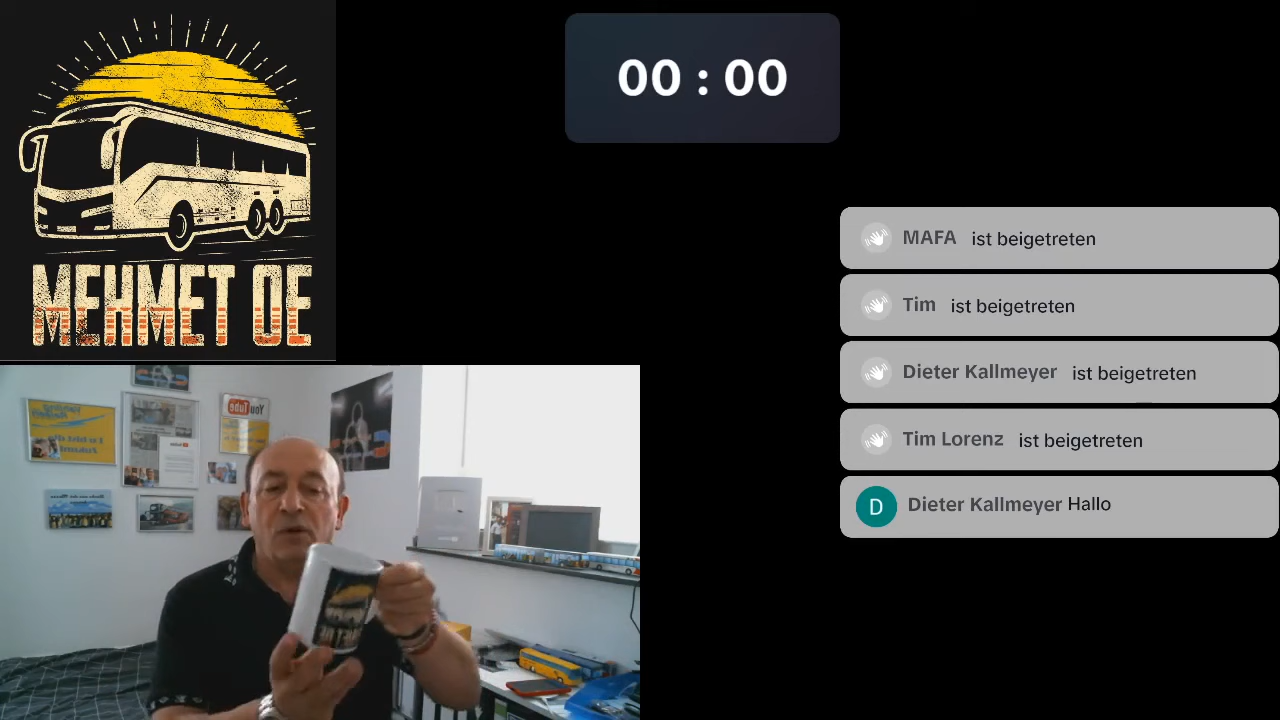 00 : 00
MEHMET OE
MAFA ist beigetreten
Tim ist beigetreten
Dieter Kallmeyer ist beigetreten
Tim Lorenz ist beigetreten
D Dieter Kallmeyer Hallo
YouTube